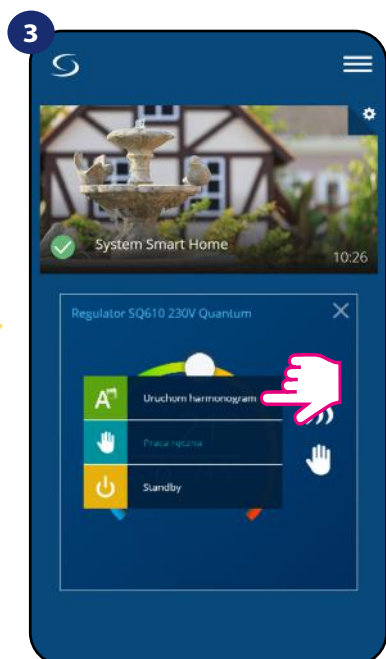 3
System Smart Home
10:26
Regulator SQ610 230V Quantum
A Uruchom harmonogram
Praca ręczna
Standby